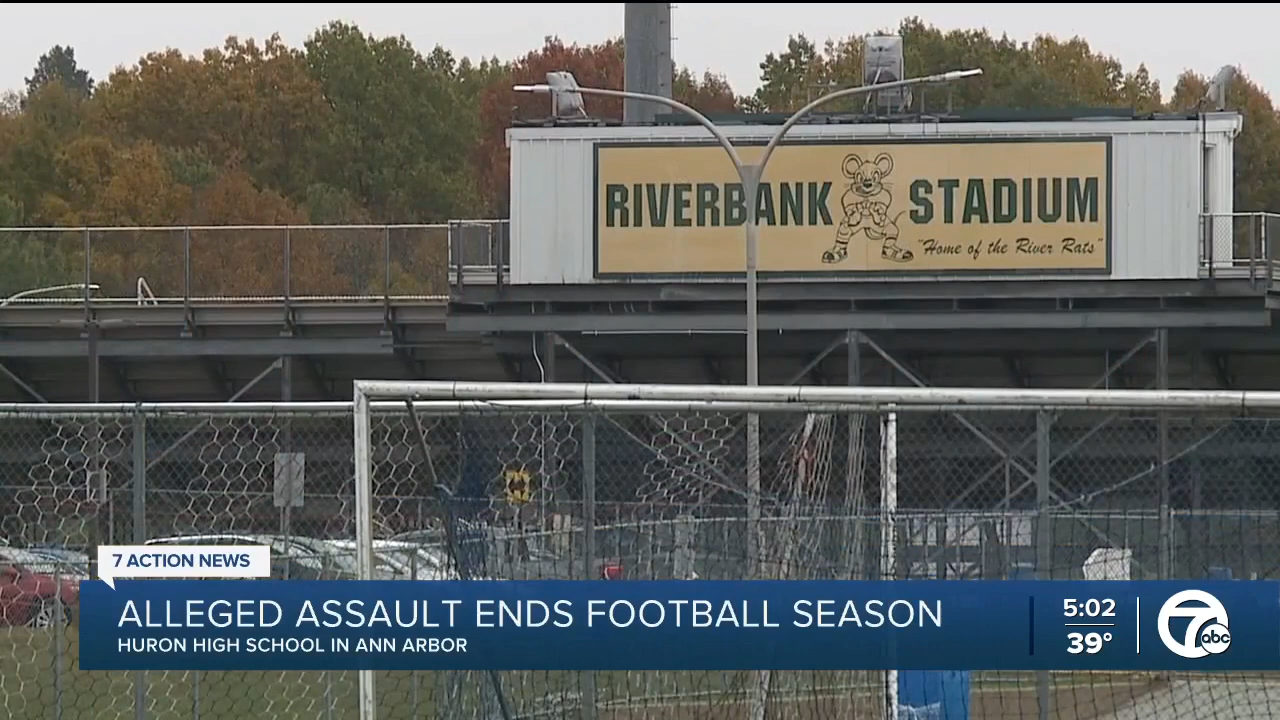 RIVERBANK STADIUM
"Home of the River Rats"
7 ACTION NEWS
ALLEGED ASSAULT ENDS FOOTBALL SEASON
HURON HIGH SCHOOL IN ANN ARBOR
5:02
39°
7 abc